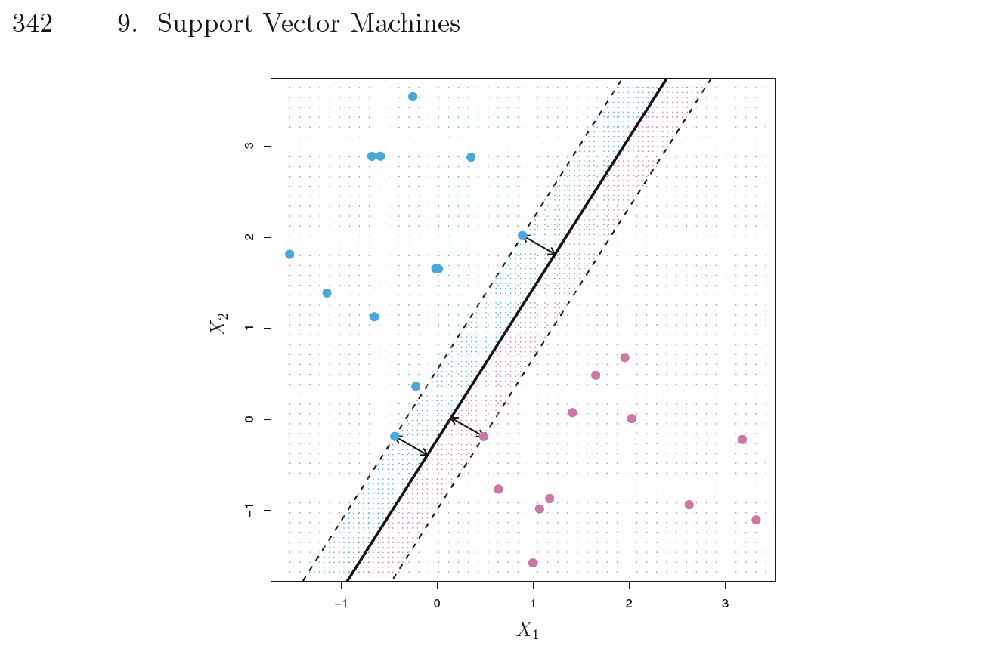 342 9. Support Vector Machines
3
2
1
0
−1
X₂
−1 0 1 2 3
X₁